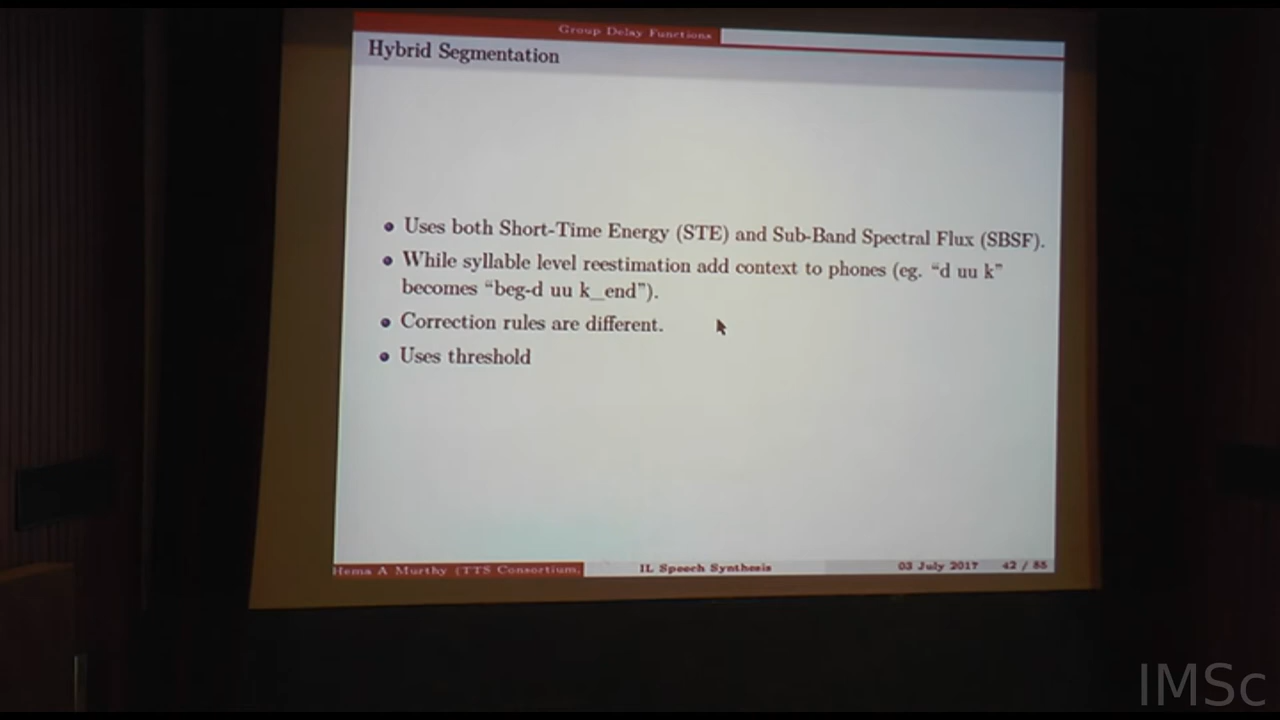 Group Delay Functions
Hybrid Segmentation
Uses both Short-Time Energy (STE) and Sub-Band Spectral Flux (SBSF).
While syllable level reestimation add context to phones (eg. “d uu k”
becomes “beg-d uu k_end”).
Correction rules are different.
Uses threshold
Hema A Murthy (TTS Consortium, IL Speech Synthesis 03 July 2017 42 / 85
IMSc